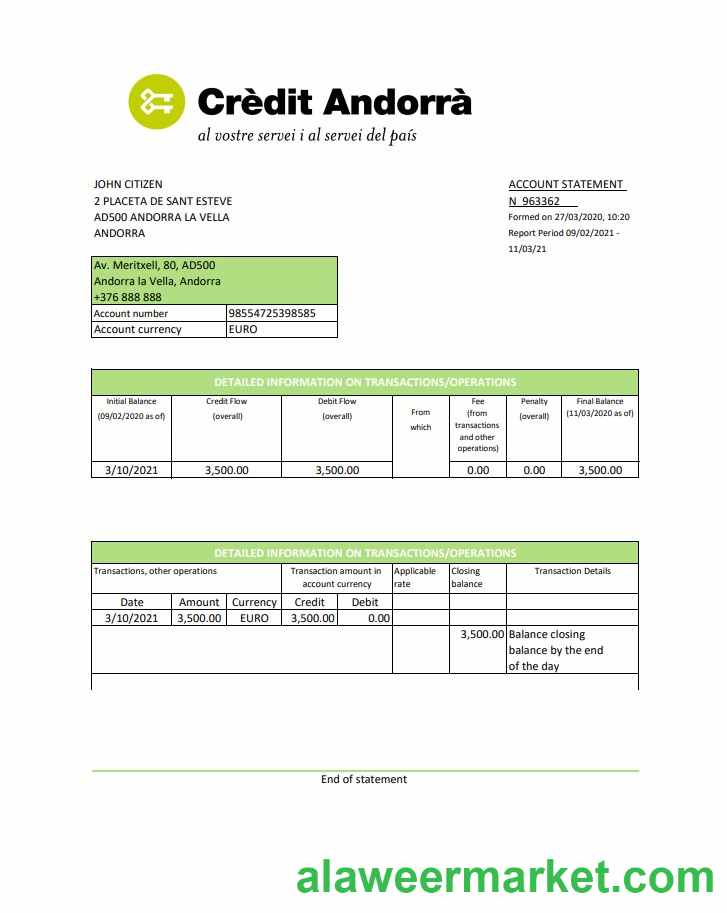 Crèdit Andorrà
al vostre servei i al servei del país
JOHN CITIZEN
2 PLACETA DE SANT ESTEVE
AD500 ANDORRA LA VELLA
ANDORRA
ACCOUNT STATEMENT
N 963362
Formed on 27/03/2020, 10:20
Report Period 09/02/2021 -
11/03/21
Av. Meritxell, 80, AD500
Andorra la Vella, Andorra
+376 888 888
Account number 98554725398585
Account currency EURO
DETAILED INFORMATION ON TRANSACTIONS/OPERATIONS
Initial Balance
(09/02/2020 as of)
Credit Flow
(overall)
Debit Flow
(overall)
From
which
Fee
(from
transactions
and other
operations)
Penalty
(overall)
Final Balance
(11/03/2020 as of)
3/10/2021 3,500.00 3,500.00 0.00 0.00 3,500.00
DETAILED INFORMATION ON TRANSACTIONS/OPERATIONS
Transactions, other operations
Transaction amount in
account currency
Applicable
rate
Closing
balance
Transaction Details
Date Amount Currency Credit Debit
3/10/2021 3,500.00 EURO 3,500.00 0.00
3,500.00 Balance closing
balance by the end
of the day
End of statement
alaweermarket.com